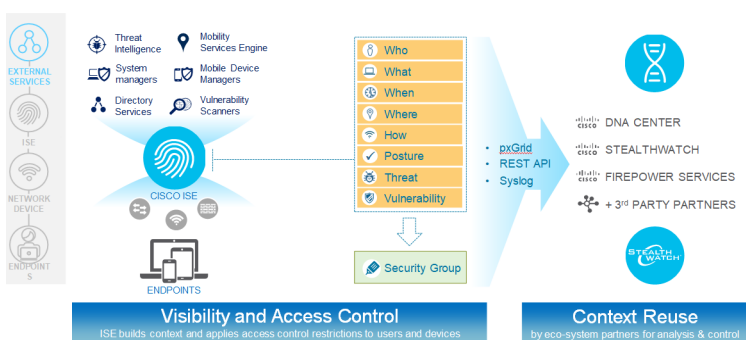 EXTERNAL
SERVICES
ISE
NETWORK
DEVICE
ENDPOINT
S
Threat
Intelligence
Mobility
Services Engine
System
managers
Mobile Device
Managers
Directory
Services
Vulnerability
Scanners
CISCO ISE
ENDPOINTS
Who
What
When
Where
How
Posture
Threat
Vulnerability
Security Group
• pxGrid
• REST API
• Syslog
CISCO DNA CENTER
CISCO STEALTHWATCH
CISCO FIREPOWER SERVICES
+ 3rd PARTY PARTNERS
STEALTH
WATCH
Visibility and Access Control
ISE builds context and applies access control restrictions to users and devices
Context Reuse
by eco-system partners for analysis & control